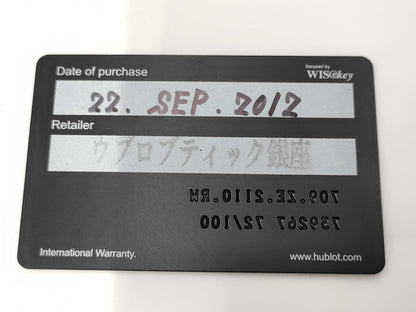 Date of purchase
Secured by
WISekey
22. SEP. 2012
Retailer
ウブロブティック銀座
709.ZE.2110.RW
739267 72/100
International Warranty.
www.hublot.com